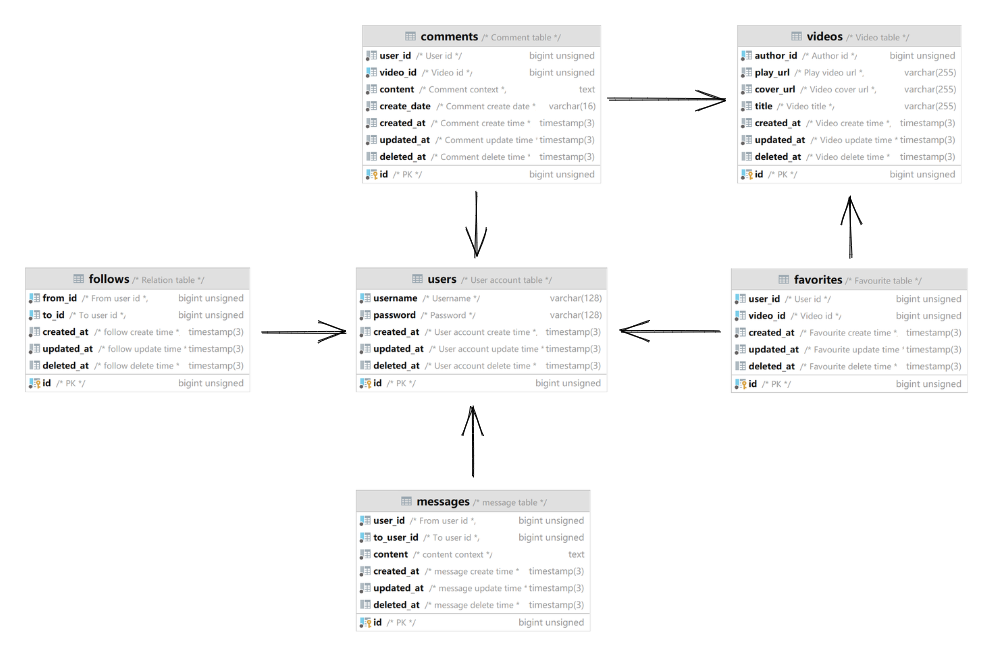 comments /* Comment table */
user_id /* User id */ bigint unsigned
video_id /* Video id */ bigint unsigned
content /* Comment context *, text
create_date /* Comment create date * varchar(16)
created_at /* Comment create time * timestamp(3)
updated_at /* Comment update time * timestamp(3)
deleted_at /* Comment delete time * timestamp(3)
id /* PK */ bigint unsigned
videos /* Video table */
author_id /* Author id */ bigint unsigned
play_url /* Play video url *, varchar(255)
cover_url /* Video cover url *, varchar(255)
title /* Video title */ varchar(255)
created_at /* Video create time *, timestamp(3)
updated_at /* Video update time * timestamp(3)
deleted_at /* Video delete time * timestamp(3)
id /* PK */ bigint unsigned
follows /* Relation table */
from_id /* From user id *, bigint unsigned
to_id /* To user id */ bigint unsigned
created_at /* follow create time * timestamp(3)
updated_at /* follow update time * timestamp(3)
deleted_at /* follow delete time * timestamp(3)
id /* PK */ bigint unsigned
users /* User account table */
username /* Username */ varchar(128)
password /* Password */ varchar(128)
created_at /* User account create time *, timestamp(3)
updated_at /* User account update time * timestamp(3)
deleted_at /* User account delete time * timestamp(3)
id /* PK */ bigint unsigned
favorites /* Favourite table */
user_id /* User id */ bigint unsigned
video_id /* Video id */ bigint unsigned
created_at /* Favourite create time * timestamp(3)
updated_at /* Favourite update time * timestamp(3)
deleted_at /* Favourite delete time * timestamp(3)
id /* PK */ bigint unsigned
messages /* message table */
user_id /* From user id *, bigint unsigned
to_user_id /* To user id *, bigint unsigned
content /* content context */ text
created_at /* message create time * timestamp(3)
updated_at /* message update time * timestamp(3)
deleted_at /* message delete time * timestamp(3)
id /* PK */ bigint unsigned